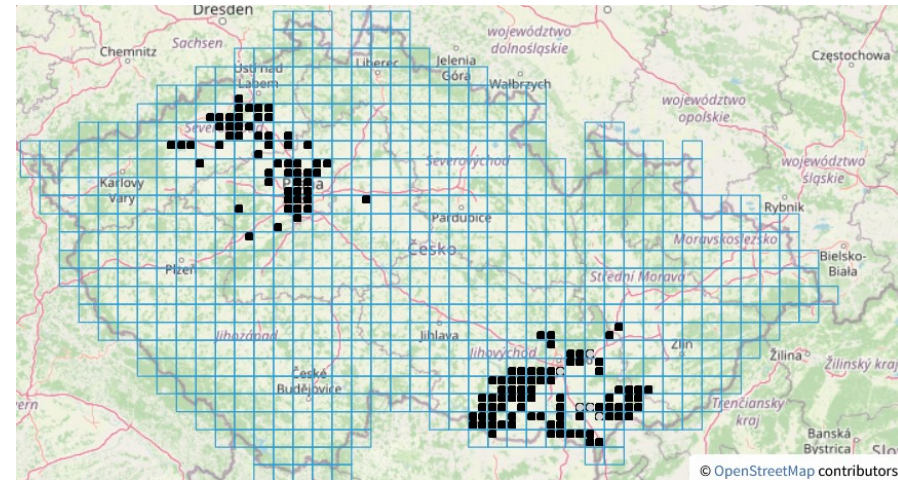 Dresden
Chemnitz
Sachsen
Ústí nad
Labem
Liberec
Jelenia
Góra
województwo
dolnośląskie
Wałbrzych
Częstochowa
województwo
opolskie
województwo
śląskie
Karlovy
Vary
Severovýchod
Pardubice
Rybnik
Česko
Moravskoslezsko
Bielsko-
Biała
Plzeň
Střední Morava
Jihozápad
Jihlava
Jihovýchod
Zlín
Žilina
Žilinský kraj
České
Budějovice
Trenčiansky
kraj
Banská
Bystrica
C
C
C C
C
© OpenStreetMap contributors